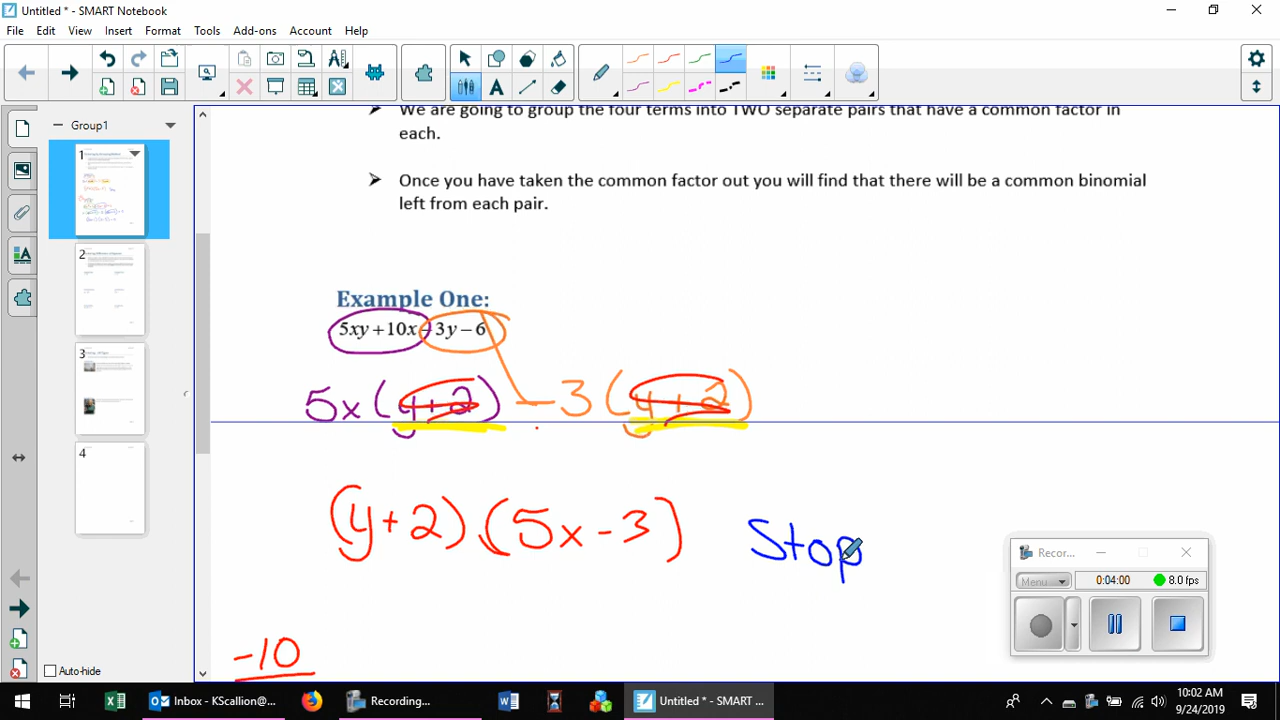 Untitled * - SMART Notebook
File Edit View Insert Format Tools Add-ons Account Help
Group1
1
2
3
4
Auto-hide
We are going to group the four terms into TWO separate pairs that have a common factor in
each.
Once you have taken the common factor out you will find that there will be a common binomial
left from each pair.
Example One:
5xy + 10x - 3y - 6
5x (y+2) - 3 (y+2)
(y+2) (5x - 3) Stop
-10
Recor...
Menu 0:04:00 8.0 fps
Inbox - KScallion@... Recording... Untitled * - SMART ... 10:02 AM
9/24/2019